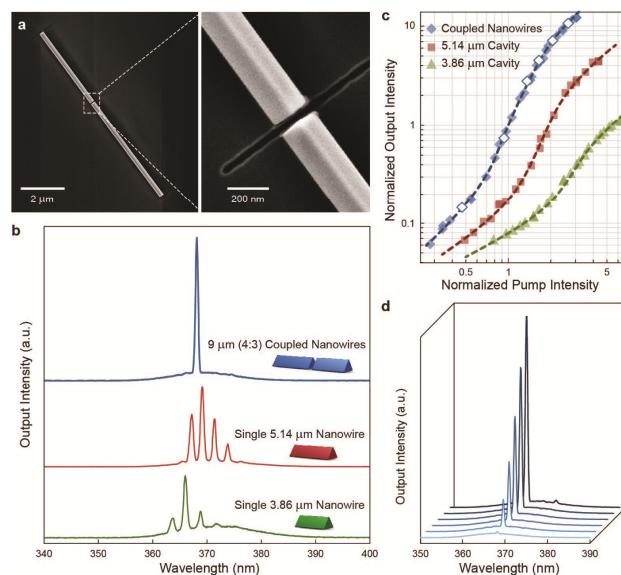 a
2 μm
200 nm
b
Output Intensity (a.u.)
9 μm (4:3) Coupled Nanowires
Single 5.14 μm Nanowire
Single 3.86 μm Nanowire
340 350 360 370 380 390 400
Wavelength (nm)
c
Normalized Output Intensity
10
1
0.1
Coupled Nanowires
5.14 μm Cavity
3.86 μm Cavity
0.5 1 5
Normalized Pump Intensity
d
Output Intensity (a.u.)
350 370 380 390
Wavelength (nm)